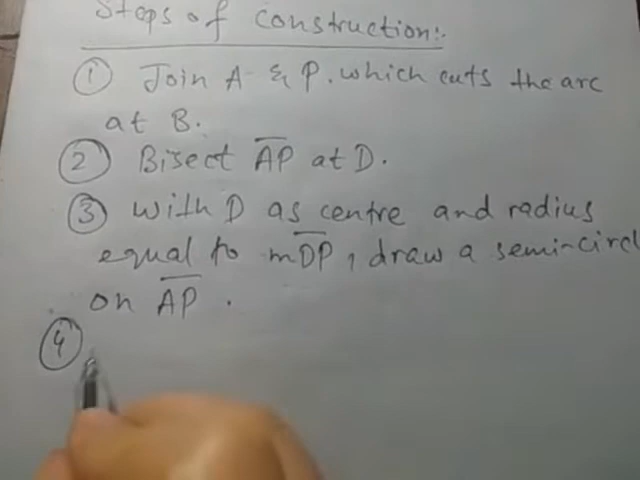 Steps of construction:.
① Join A & P. which cuts the arc
at B.
② Bisect AP at D.
③ With D as centre and radius
equal to mDP, draw a semi-circl
on AP.
④